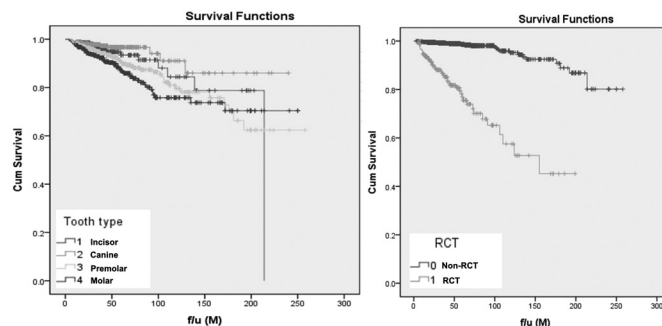 Survival Functions
Cum Survival
1.0
0.8
0.6
0.4
0.2
0.0
Tooth type
1 Incisor
2 Canine
3 Premolar
4 Molar
0 50 100 150 200 250 300
f/u (M)
Survival Functions
Cum Survival
1.0
0.8
0.6
0.4
0.2
0.0
RCT
0 Non-RCT
1 RCT
0 50 100 150 200 250 300
f/u (M)